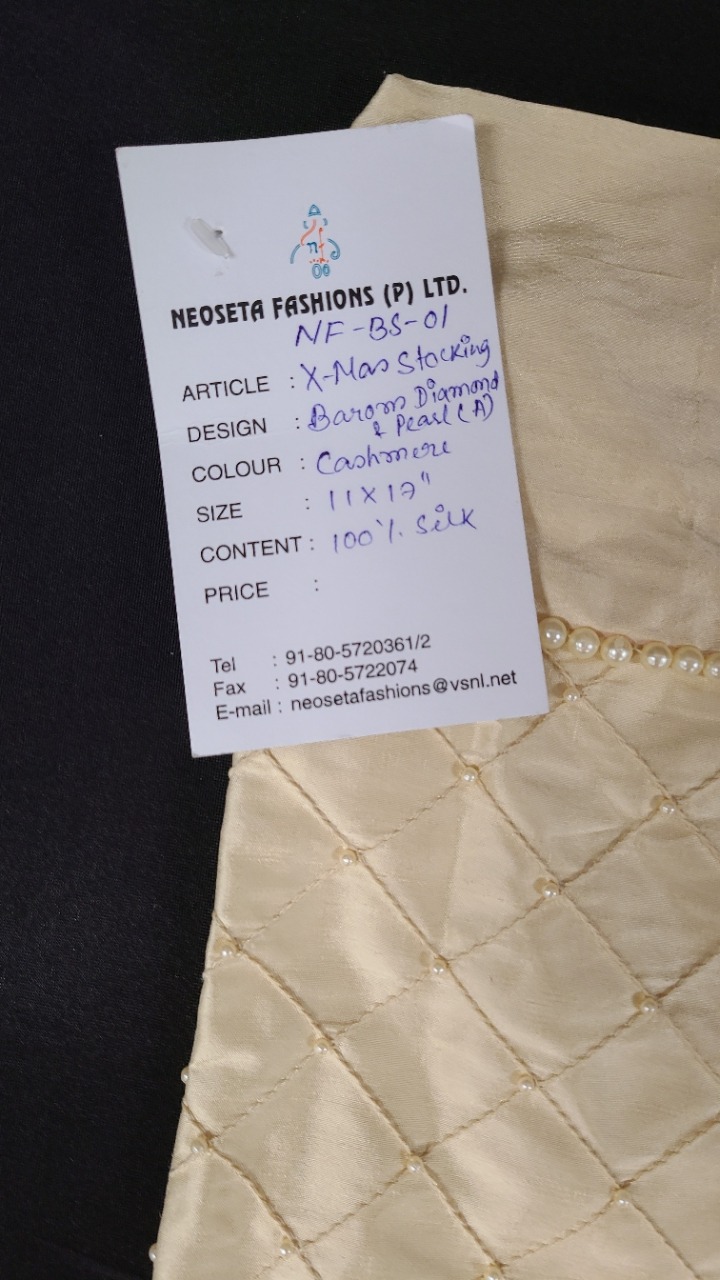 NEOSETA FASHIONS (P) LTD.
NF-BS-01
ARTICLE : X-Mas Stocking
DESIGN : Barom Diamond
& Pearl (A)
COLOUR : Cashmere
SIZE : 11 X 17"
CONTENT : 100% Silk
PRICE :
Tel : 91-80-5720361/2
Fax : 91-80-5722074
E-mail : neosetafashions@vsnl.net